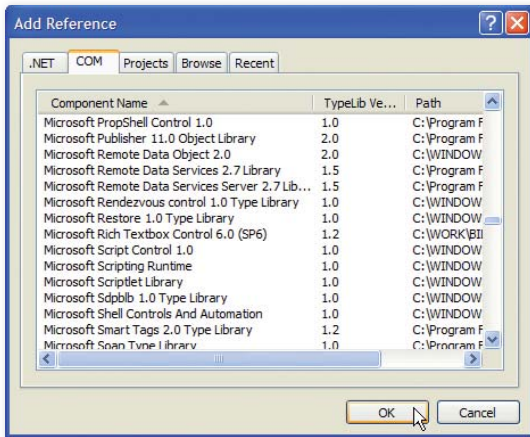 Add Reference
.NET COM Projects Browse Recent
Component Name TypeLib Ve... Path
Microsoft PropShell Control 1.0 1.0 C:\Program F
Microsoft Publisher 11.0 Object Library 2.0 C:\Program F
Microsoft Remote Data Object 2.0 2.0 C:\WINDOW
Microsoft Remote Data Services 2.7 Library 1.5 C:\Program F
Microsoft Remote Data Services Server 2.7 Lib... 1.5 C:\Program F
Microsoft Rendezvous control 1.0 Type Library 1.0 C:\WINDOW
Microsoft Restore 1.0 Type Library 1.0 C:\WINDOW
Microsoft Rich Textbox Control 6.0 (SP6) 1.2 C:\WORK\BII
Microsoft Script Control 1.0 1.0 C:\WINDOW
Microsoft Scripting Runtime 1.0 C:\WINDOW
Microsoft Scriptlet Library 1.0 C:\WINDOW
Microsoft Sdpblb 1.0 Type Library 1.0 C:\WINDOW
Microsoft Shell Controls And Automation 1.0 C:\WINDOW
Microsoft Smart Tags 2.0 Type Library 1.2 C:\Program F
Microsoft Soap Type Library 1.0 C:\Program F
OK Cancel